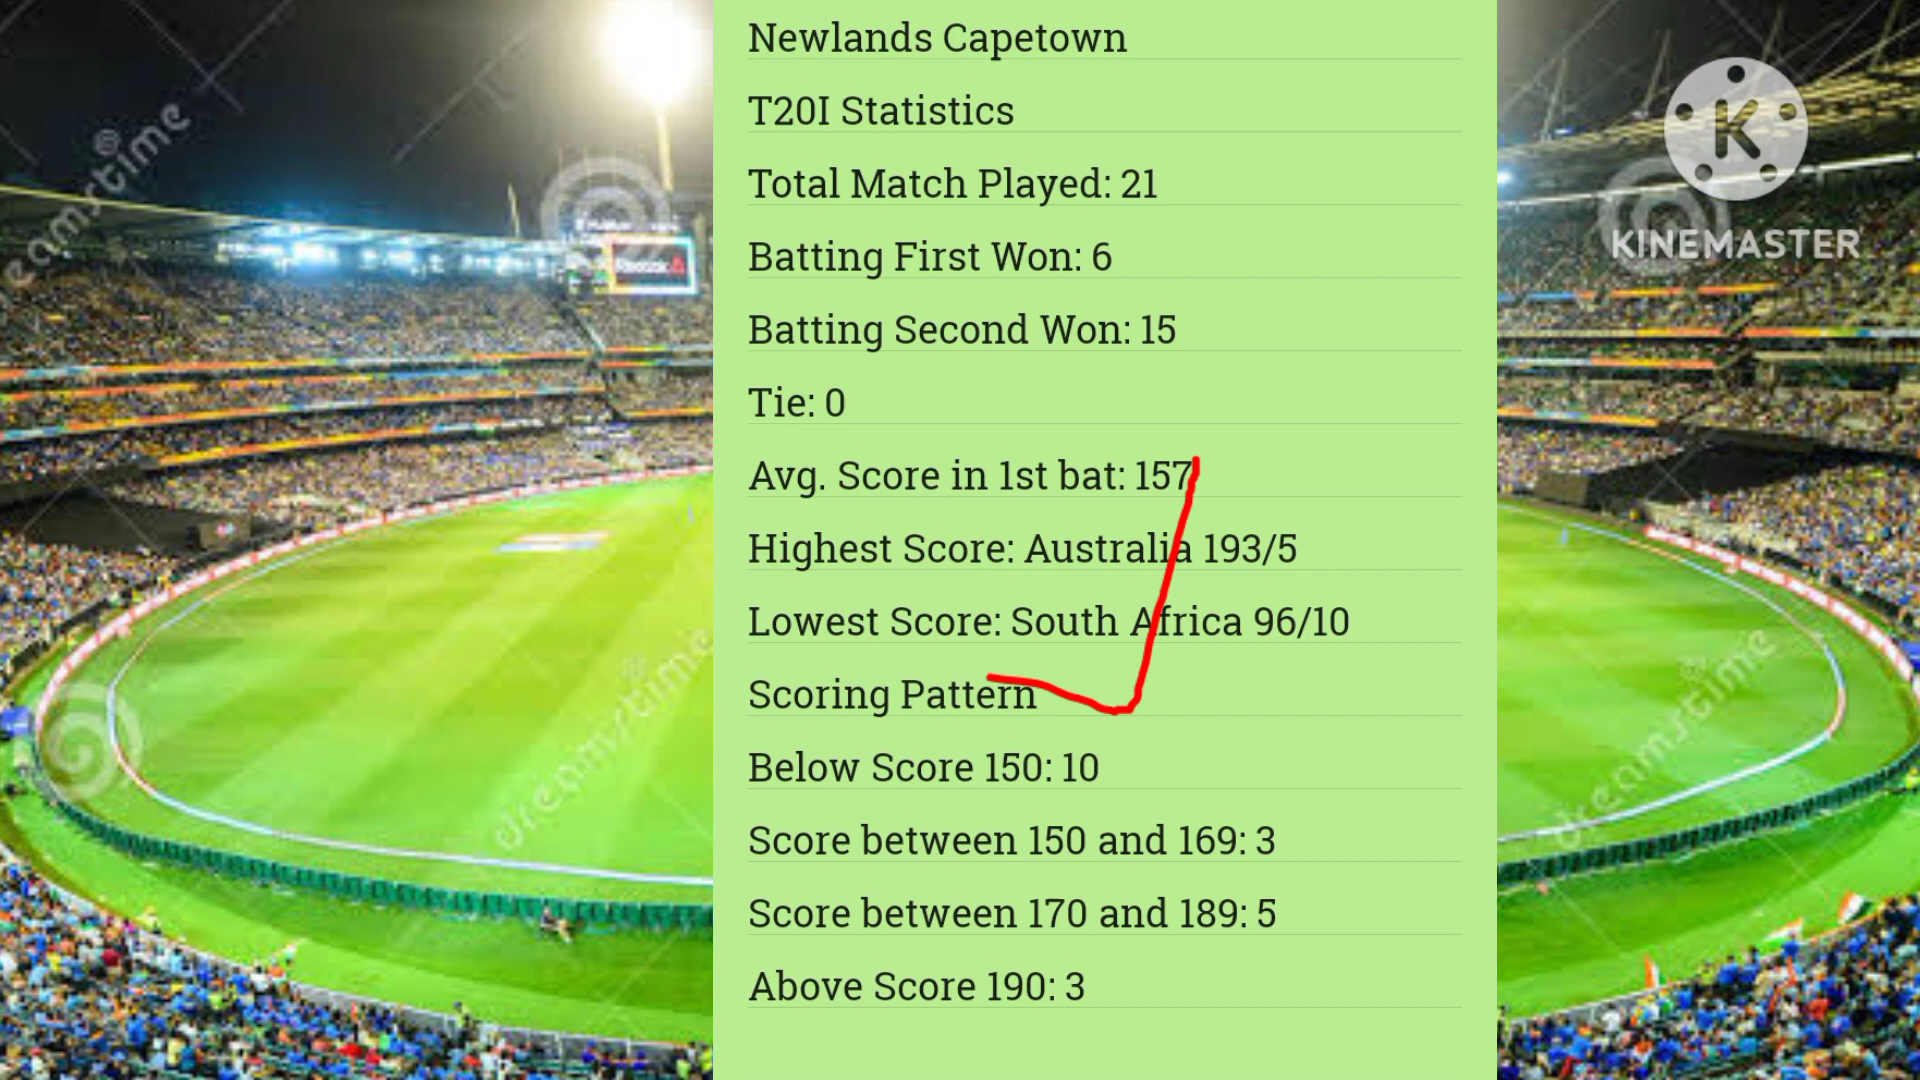 Newlands Capetown
T20I Statistics
Total Match Played: 21
Batting First Won: 6
Batting Second Won: 15
Tie: 0
Avg. Score in 1st bat: 157
Highest Score: Australia 193/5
Lowest Score: South Africa 96/10
Scoring Pattern
Below Score 150: 10
Score between 150 and 169: 3
Score between 170 and 189: 5
Above Score 190: 3
K
KINEMASTER
dreamstime
dreamstime
dreamstime